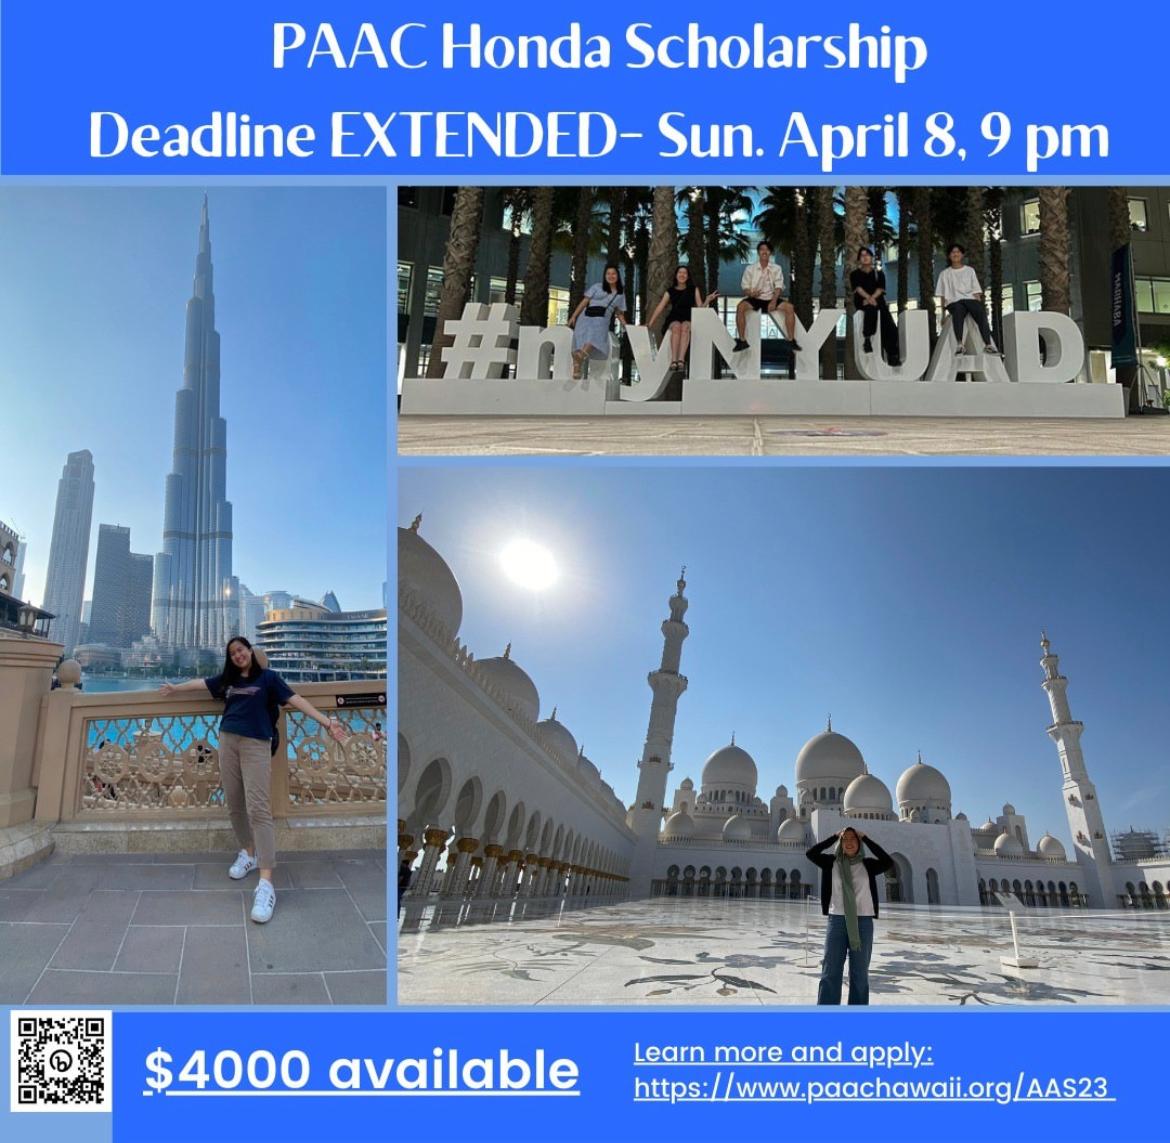 PAAC Honda Scholarship
Deadline EXTENDED- Sun. April 8, 9 pm
#myNYUAD
MADHABA
$4000 available
Learn more and apply:
https://www.paachawaii.org/AAS23